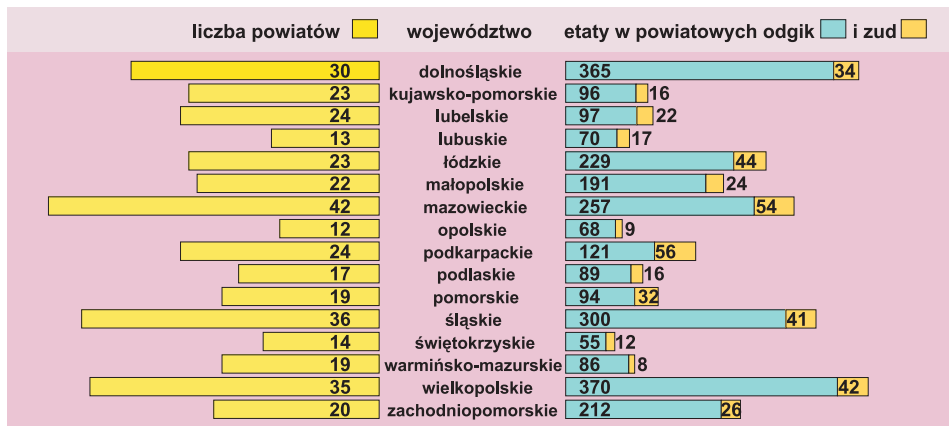 liczba powiatów województwo etaty w powiatowych odgik i zud
30 dolnośląskie 365 34
23 kujawsko-pomorskie 96 16
24 lubelskie 97 22
13 lubuskie 70 17
23 łódzkie 229 44
22 małopolskie 191 24
42 mazowieckie 257 54
12 opolskie 68 9
24 podkarpackie 121 56
17 podlaskie 89 16
19 pomorskie 94 32
36 śląskie 300 41
14 świętokrzyskie 55 12
19 warmińsko-mazurskie 86 8
35 wielkopolskie 370 42
20 zachodniopomorskie 212 26